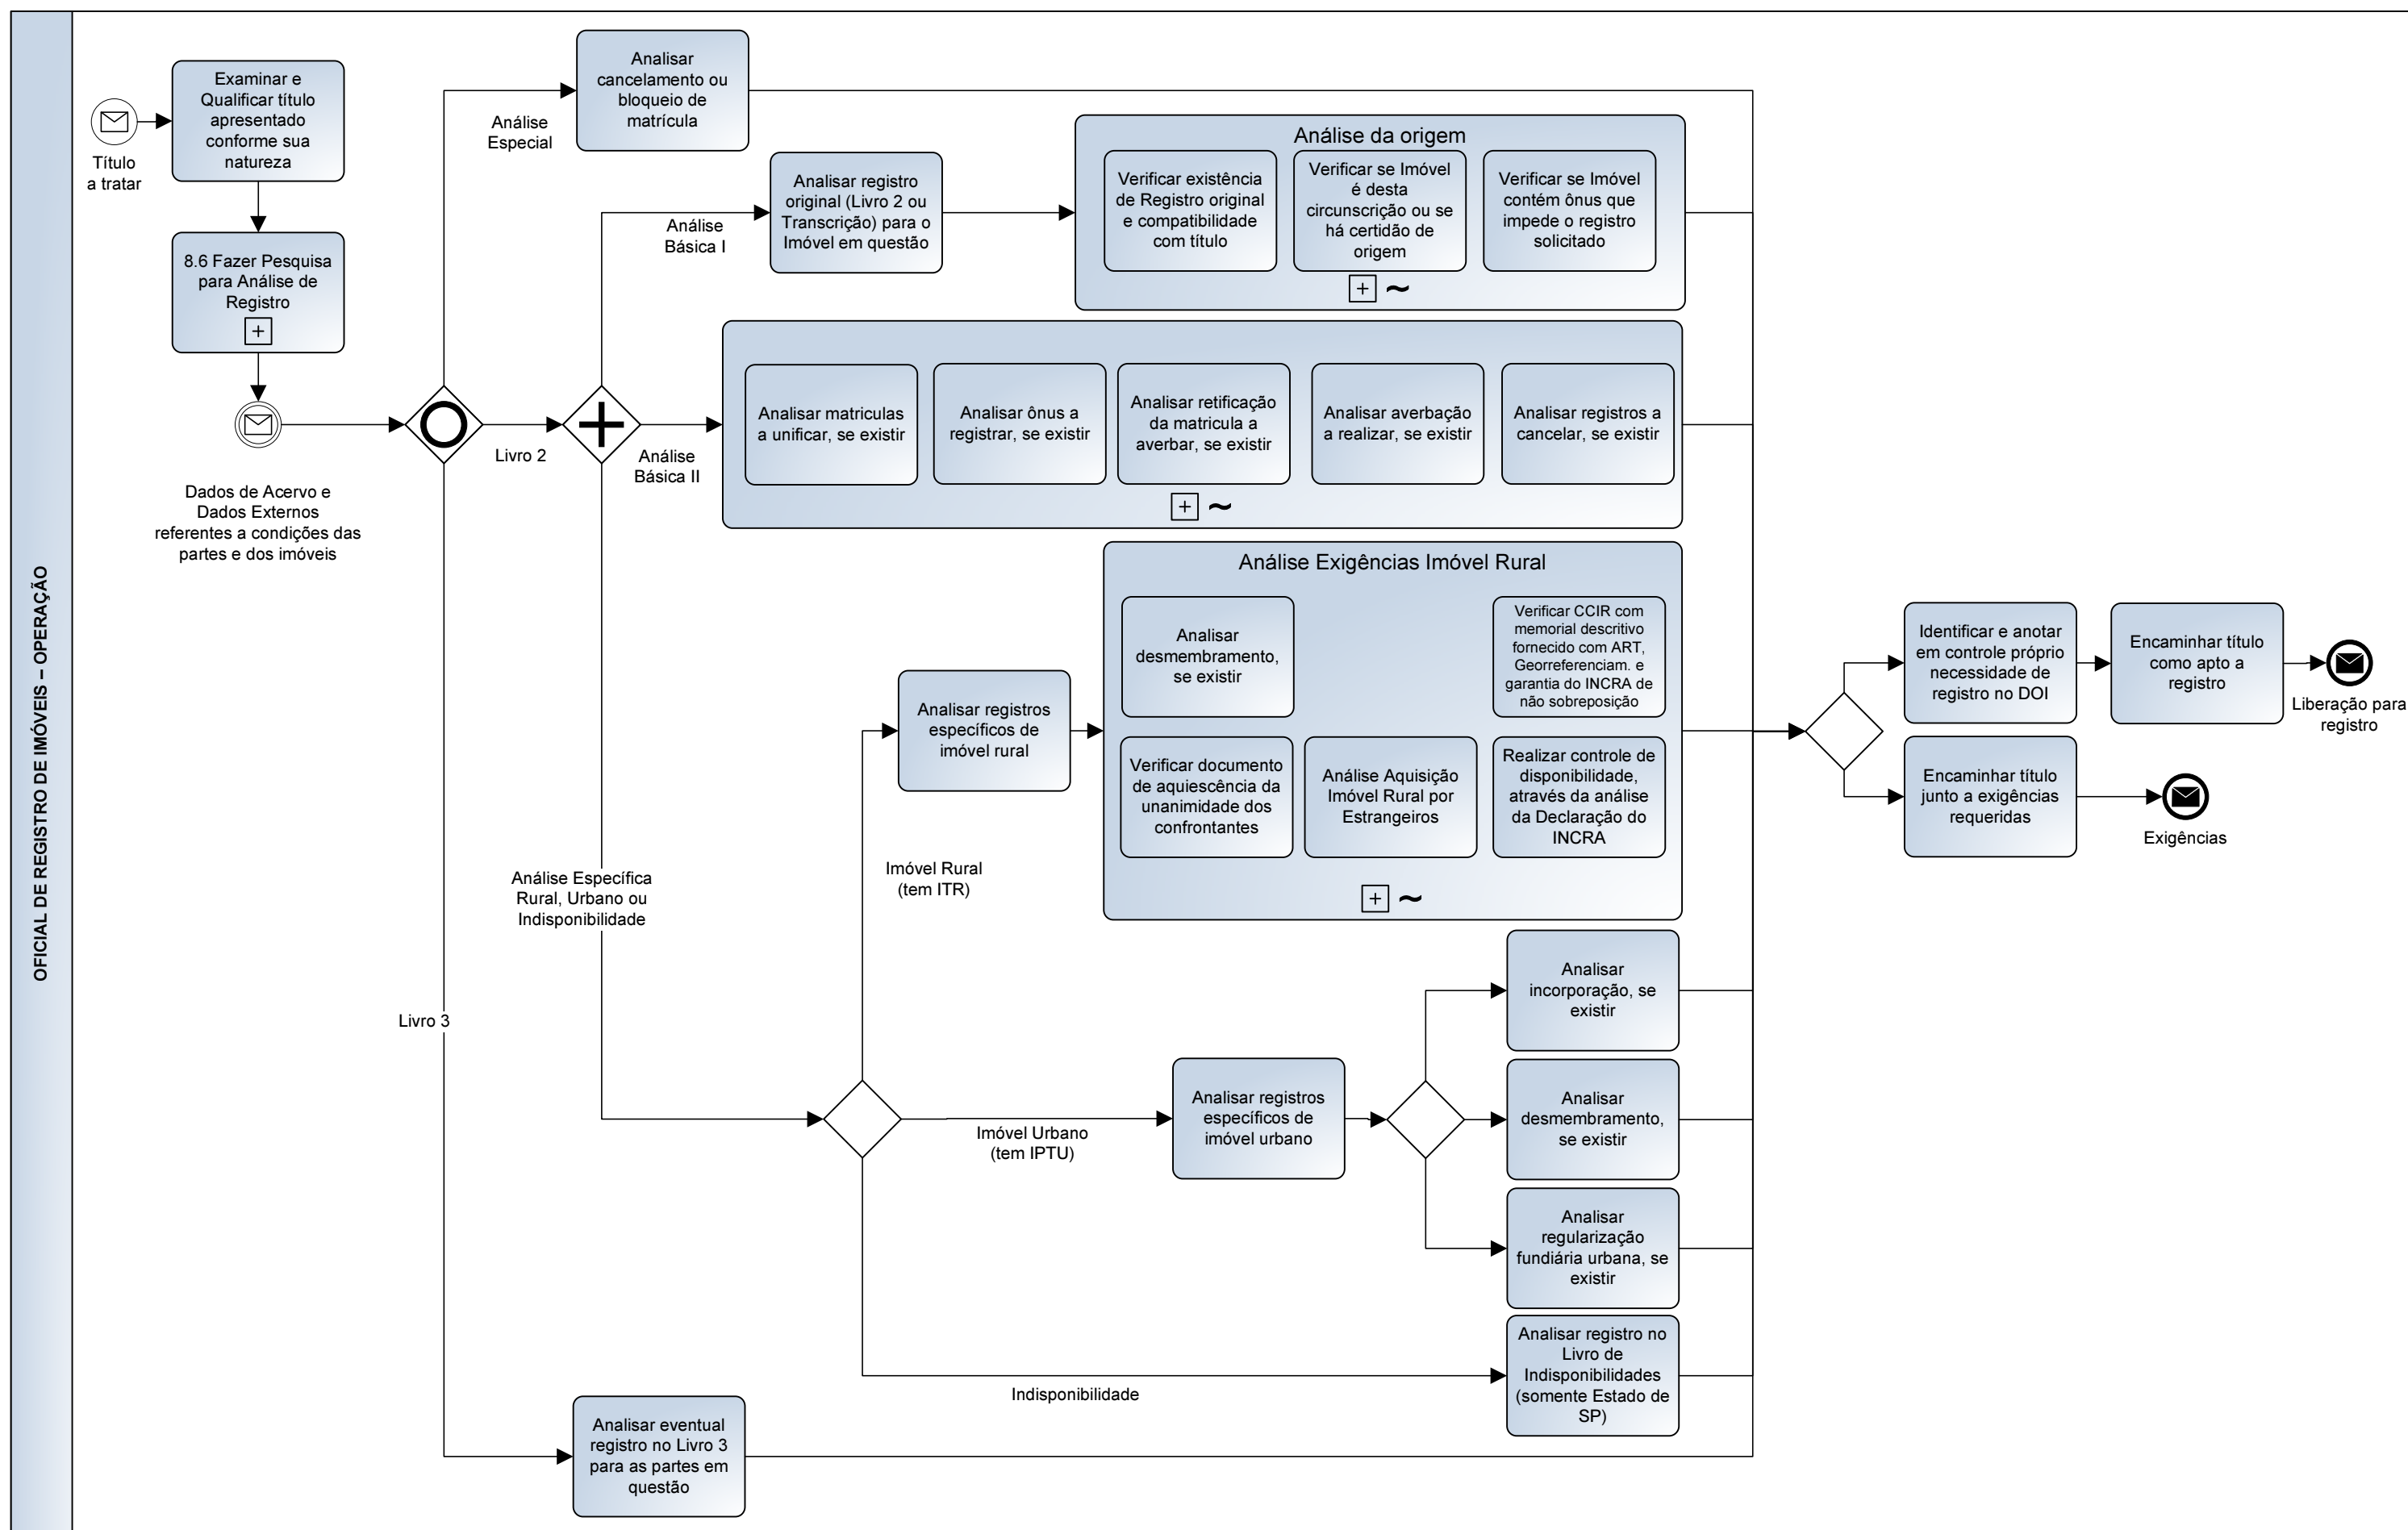 OFICIAL DE REGISTRO DE IMÓVEIS – OPERAÇÃO
Título
a tratar
Examinar e
Qualificar título
apresentado
conforme sua
natureza
8.6 Fazer Pesquisa
para Análise de
Registro
Dados de Acervo e
Dados Externos
referentes a condições das
partes e dos imóveis
Análise
Especial
Analisar
cancelamento ou
bloqueio de
matrícula
Livro 2
Livro 3
Análise
Básica I
Analisar registro
original (Livro 2 ou
Transcrição) para o
Imóvel em questão
Análise da origem
Verificar existência
de Registro original
e compatibilidade
com título
Verificar se Imóvel
é desta
circunscrição ou se
há certidão de
origem
Verificar se Imóvel
contém ônus que
impede o registro
solicitado
Análise
Básica II
Analisar matriculas
a unificar, se existir
Analisar ônus a
registrar, se existir
Analisar retificação
da matricula a
averbar, se existir
Analisar averbação
a realizar, se existir
Analisar registros a
cancelar, se existir
Análise Específica
Rural, Urbano ou
Indisponibilidade
Imóvel Rural
(tem ITR)
Analisar registros
específicos de
imóvel rural
Análise Exigências Imóvel Rural
Analisar
desmembramento,
se existir
Verificar CCIR com
memorial descritivo
fornecido com ART,
Georreferenciam. e
garantia do INCRA de
não sobreposição
Verificar documento
de aquiescência da
unanimidade dos
confrontantes
Análise Aquisição
Imóvel Rural por
Estrangeiros
Realizar controle de
disponibilidade,
através da análise
da Declaração do
INCRA
Imóvel Urbano
(tem IPTU)
Analisar registros
específicos de
imóvel urbano
Analisar
incorporação, se
existir
Analisar
desmembramento,
se existir
Analisar
regularização
fundiária urbana, se
existir
Indisponibilidade
Analisar registro no
Livro de
Indisponibilidades
(somente Estado de
SP)
Analisar eventual
registro no Livro 3
para as partes em
questão
Identificar e anotar
em controle próprio
necessidade de
registro no DOI
Encaminhar título
como apto a
registro
Liberação para
registro
Encaminhar título
junto a exigências
requeridas
Exigências